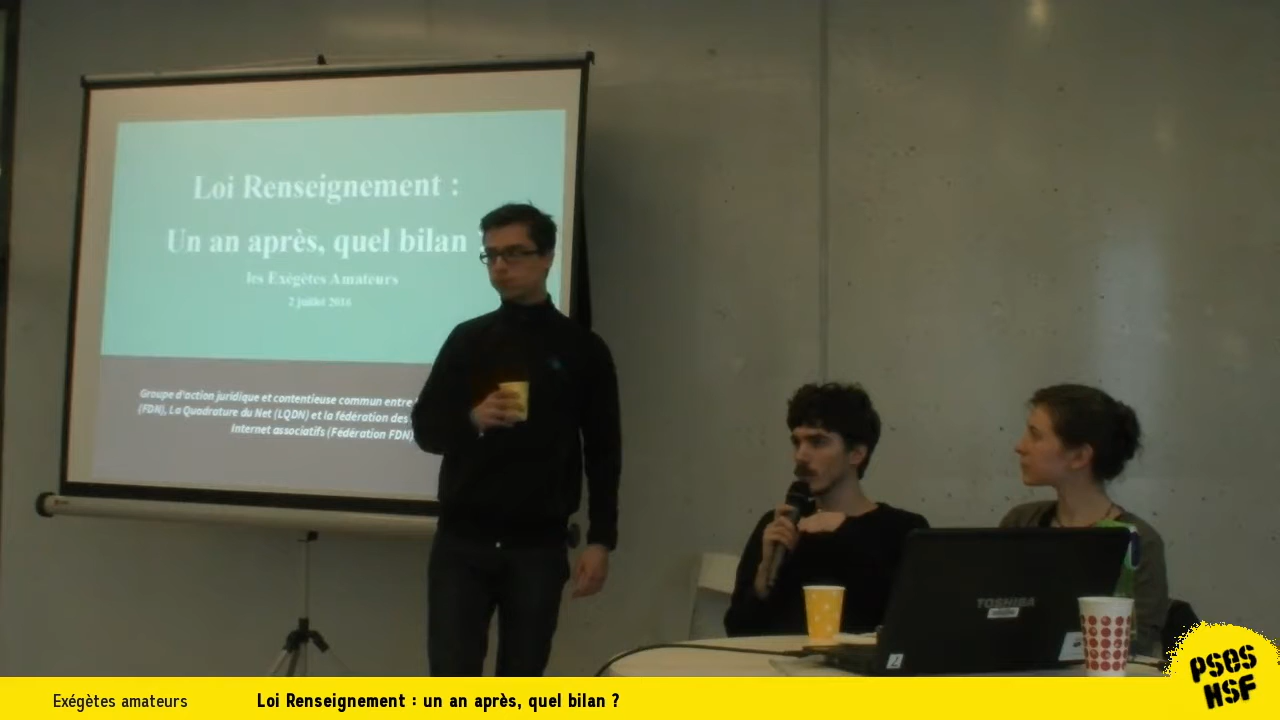 Loi Renseignement :
Un an après, quel bilan ?
les Exégètes Amateurs
2 juillet 2016
Groupe d'action juridique et contentieuse commun entre
(FDN), La Quadrature du Net (LQDN) et la fédération des
Internet associatifs (Fédération FDN)
TOSHIBA
Exégètes amateurs
Loi Renseignement : un an après, quel bilan ?
PSES
HSF